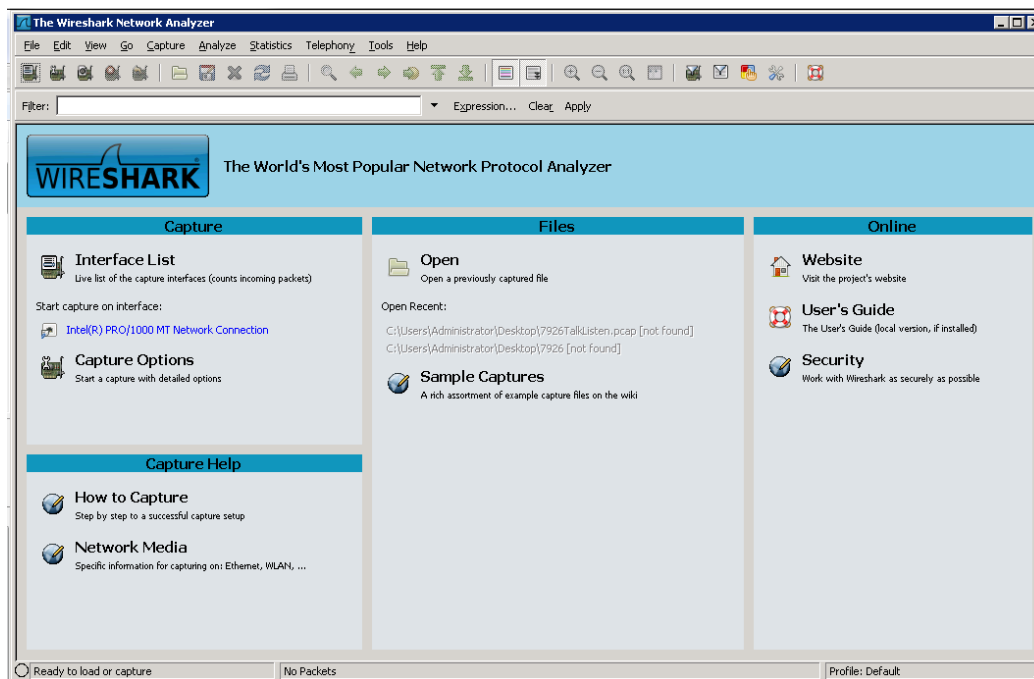 The Wireshark Network Analyzer
File Edit View Go Capture Analyze Statistics Telephony Tools Help
Filter: Expression... Clear Apply
WIRESHARK The World's Most Popular Network Protocol Analyzer
Capture
Interface List
Live list of the capture interfaces (counts incoming packets)
Start capture on interface:
Intel(R) PRO/1000 MT Network Connection
Capture Options
Start a capture with detailed options
Capture Help
How to Capture
Step by step to a successful capture setup
Network Media
Specific information for capturing on: Ethernet, WLAN, ...
Files
Open
Open a previously captured file
Open Recent:
C:\Users\Administrator\Desktop\7926TalkListen.pcap [not found]
C:\Users\Administrator\Desktop\7926 [not found]
Sample Captures
A rich assortment of example capture files on the wiki
Online
Website
Visit the project's website
User's Guide
The User's Guide (local version, if installed)
Security
Work with Wireshark as securely as possible
Ready to load or capture No Packets Profile: Default